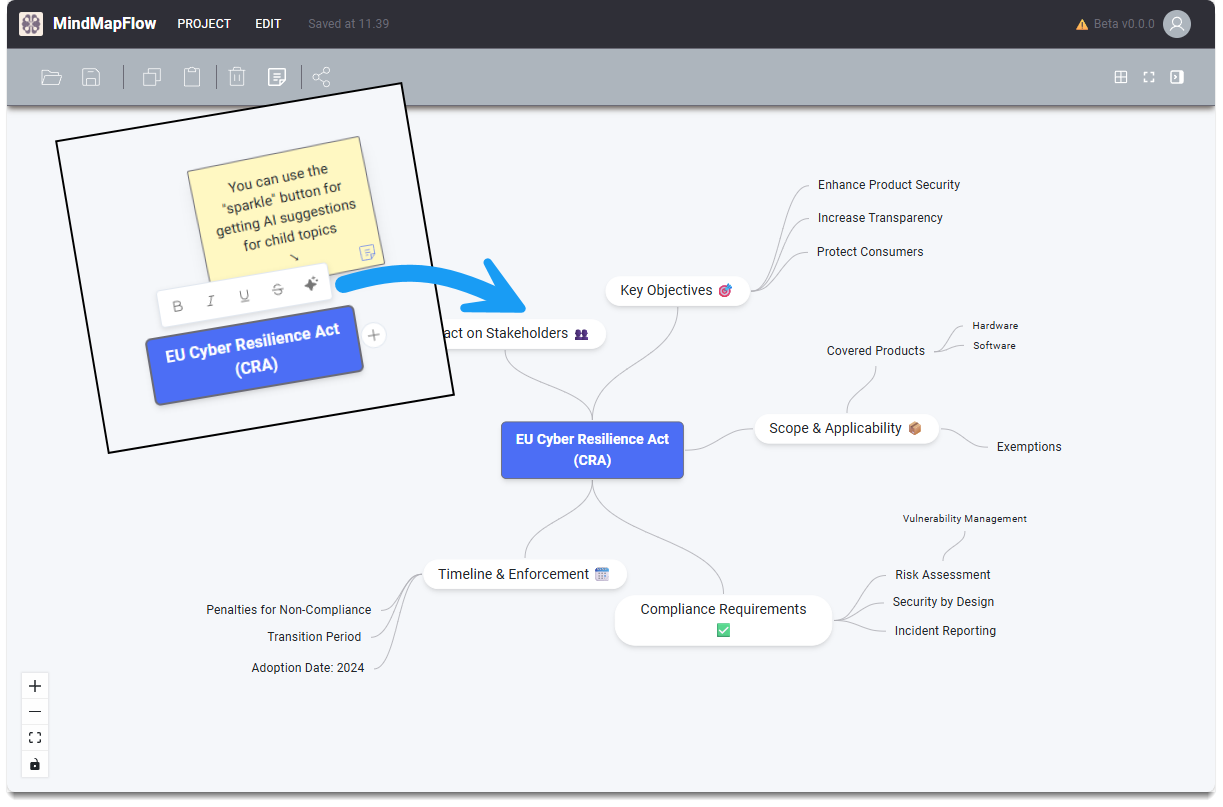 MindMapFlow PROJECT EDIT Saved at 11.39 Beta v0.0.0
You can use the
"sparkle" button for
getting AI suggestions
for child topics
B I U S
EU Cyber Resilience Act
(CRA)
Enhance Product Security
Increase Transparency
Protect Consumers
Key Objectives
act on Stakeholders
Hardware
Software
Covered Products
Scope & Applicability
Exemptions
EU Cyber Resilience Act
(CRA)
Vulnerability Management
Risk Assessment
Security by Design
Incident Reporting
Compliance Requirements
Timeline & Enforcement
Penalties for Non-Compliance
Transition Period
Adoption Date: 2024